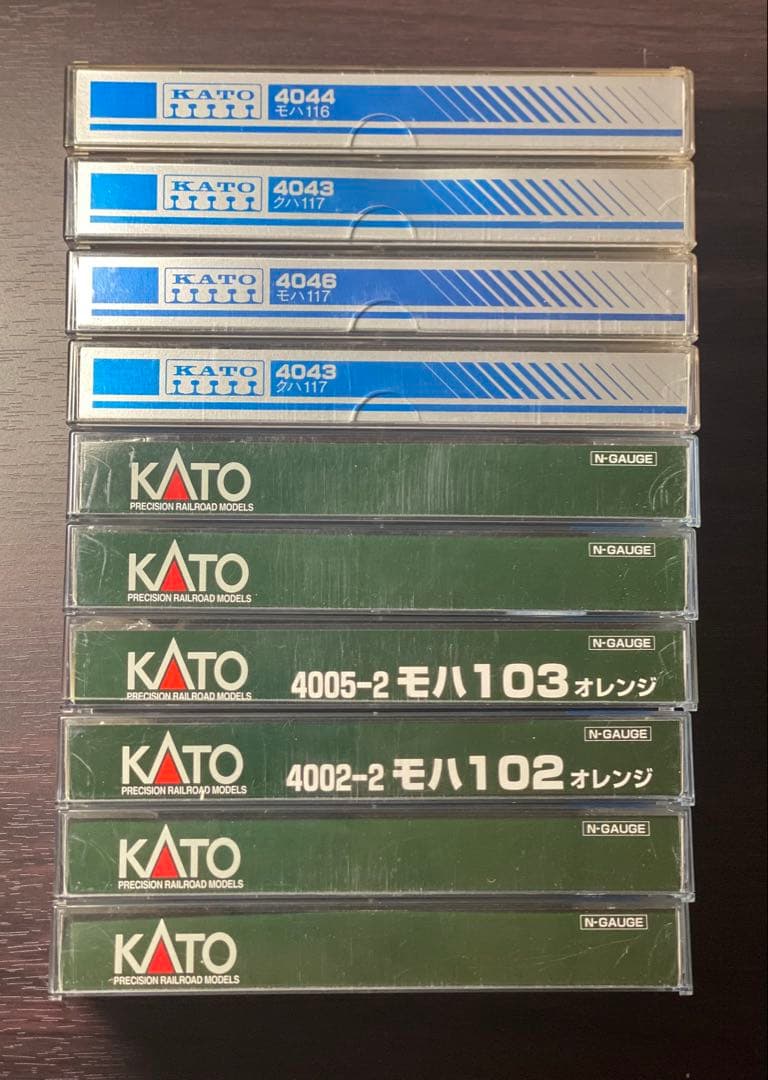 KATO 4044
モハ116
KATO 4043
クハ117
KATO 4046
モハ117
KATO 4043
クハ117
N-GAUGE
KATO
PRECISION RAILROAD MODELS
N-GAUGE
KATO
PRECISION RAILROAD MODELS
N-GAUGE
KATO 4005-2 モハ103 オレンジ
PRECISION RAILROAD MODELS
N-GAUGE
KATO 4002-2 モハ102 オレンジ
PRECISION RAILROAD MODELS
N-GAUGE
KATO
PRECISION RAILROAD MODELS
N-GAUGE
KATO
PRECISION RAILROAD MODELS